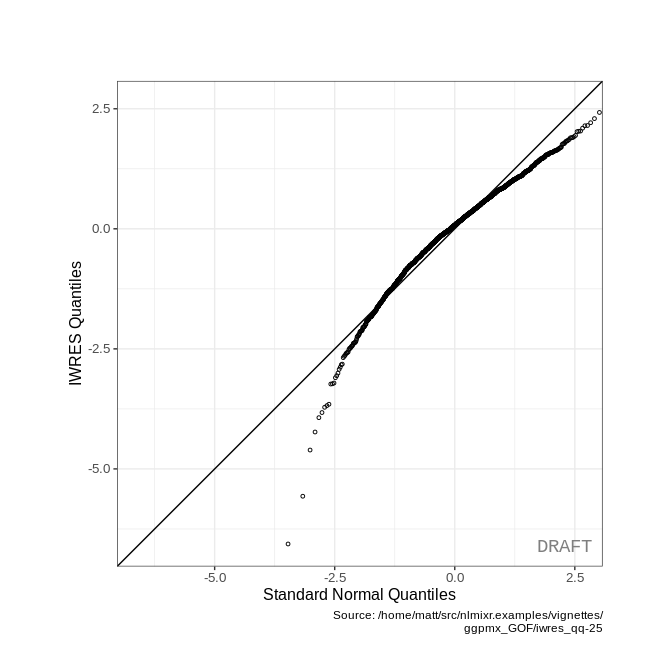 2.5
0.0
-2.5
-5.0
IWRES Quantiles
DRAFT
-5.0 -2.5 0.0 2.5
Standard Normal Quantiles
Source: /home/matt/src/nlmixr.examples/vignettes/
ggpmx_GOF/iwres_qq-25